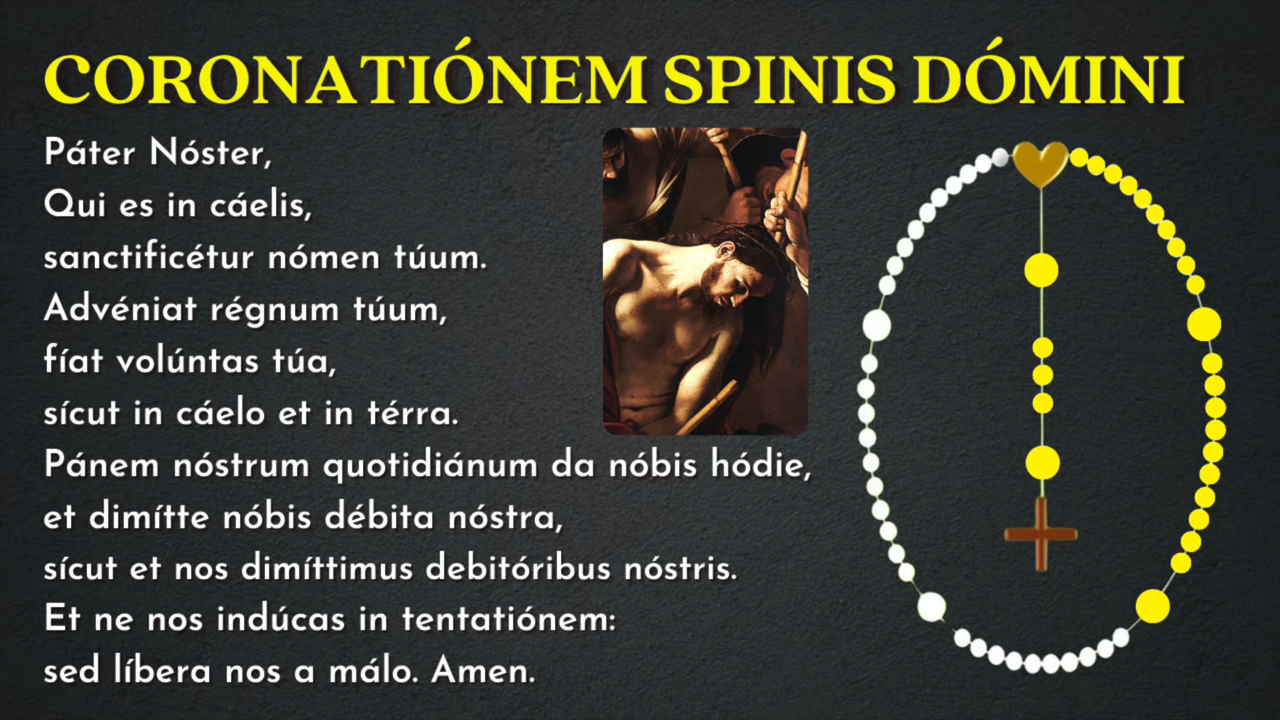 CORONATIÓNEM SPINIS DÓMINI
Páter Nóster,
Qui es in cáelis,
sanctificétur nómen túum.
Advéniat régnum túum,
fíat volúntas túa,
sícut in cáelo et in térra.
Pánem nóstrum quotidiánum da nóbis hódie,
et dimítte nóbis débita nóstra,
sícut et nos dimíttimus debitóribus nóstris.
Et ne nos indúcas in tentatiónem:
sed líbera nos a málo. Amen.